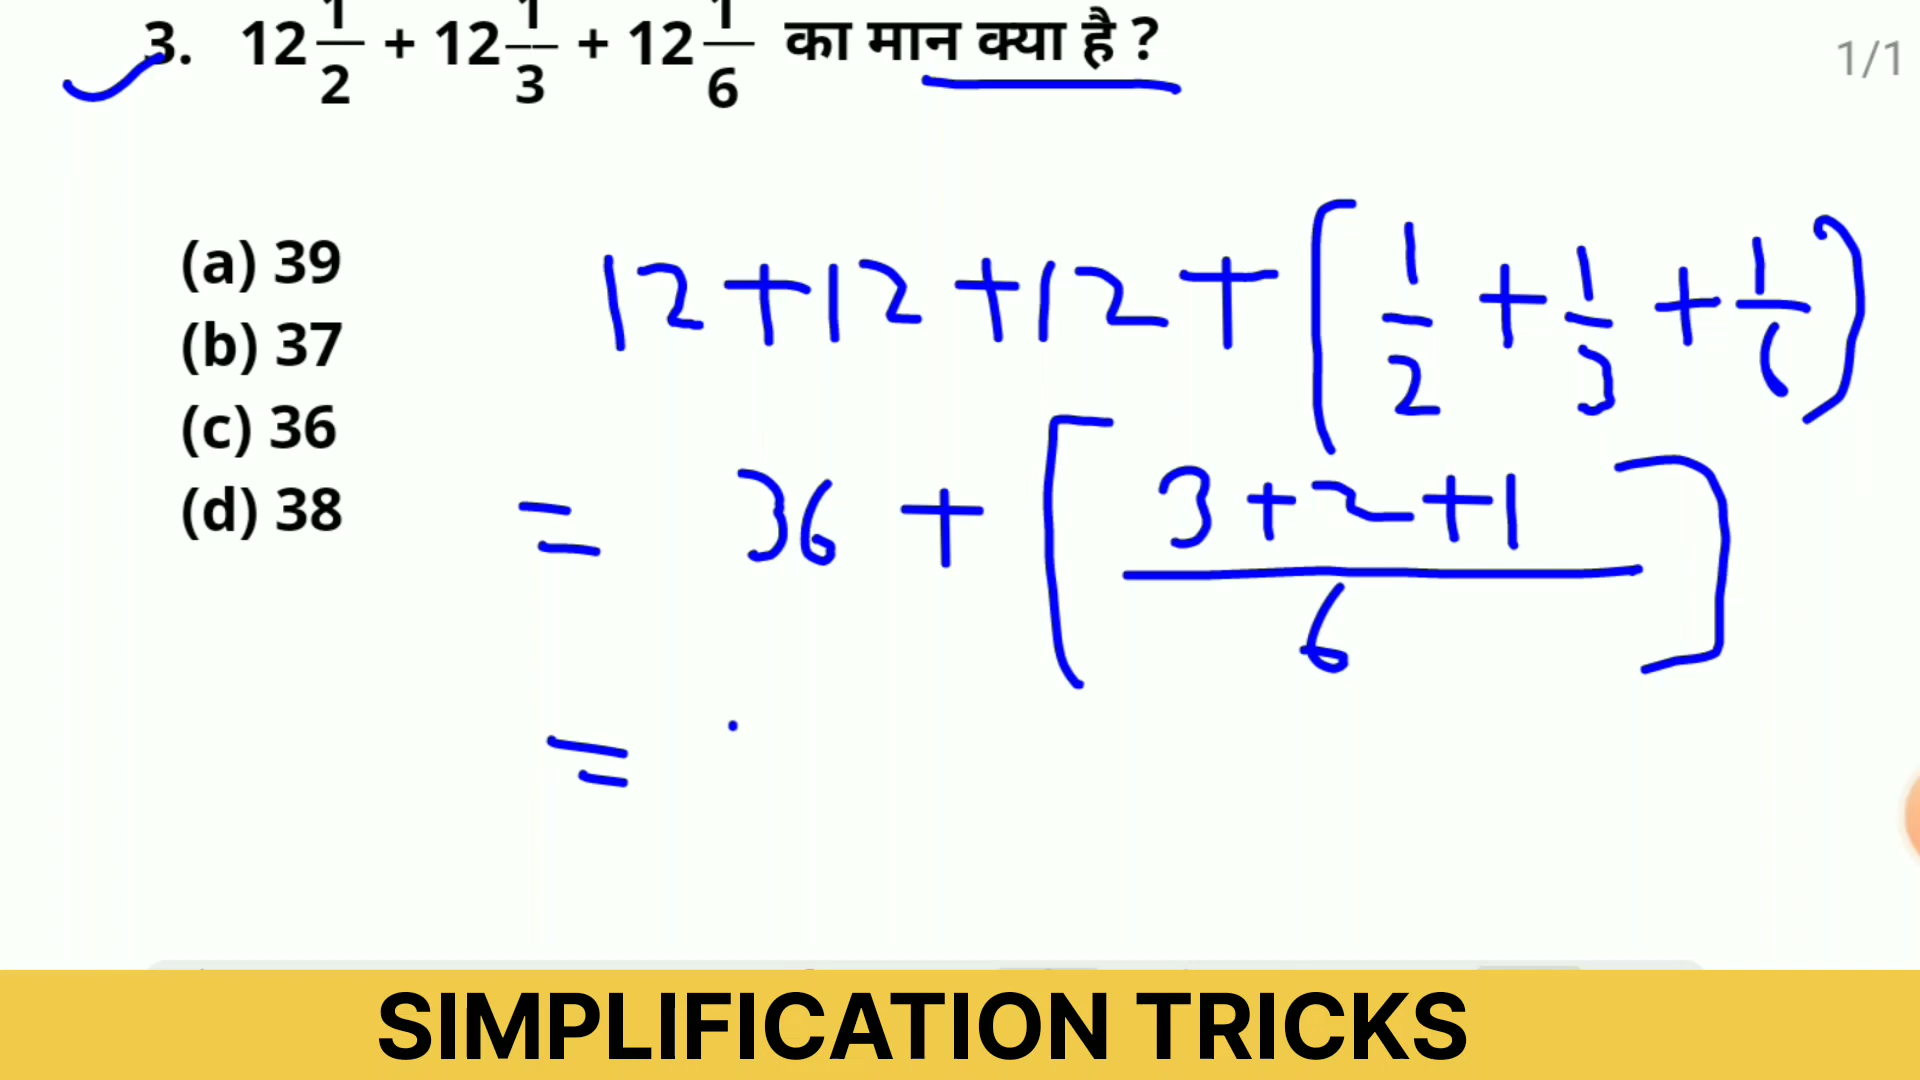 3. 12 1/2 + 12 1/3 + 12 1/6 का मान क्या है ?
1/1
(a) 39
(b) 37
(c) 36
(d) 38
12 + 12 + 12 + (1/2 + 1/3 + 1/6)
= 36 + [(3 + 2 + 1)/6]
=
SIMPLIFICATION TRICKS